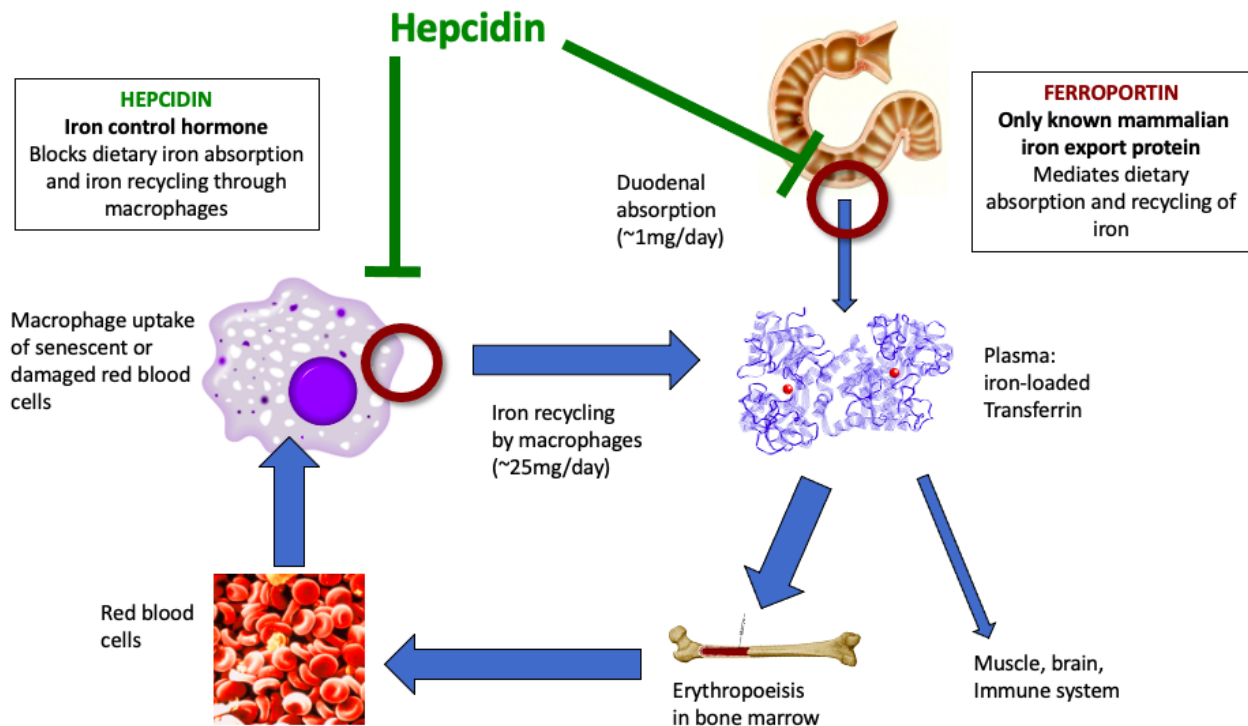 Hepcidin
HEPCIDIN
Iron control hormone
Blocks dietary iron absorption
and iron recycling through
macrophages
FERROPORTIN
Only known mammalian
iron export protein
Mediates dietary
absorption and recycling of
iron
Duodenal
absorption
(~1mg/day)
Macrophage uptake
of senescent or
damaged red blood
cells
Iron recycling
by macrophages
(~25mg/day)
Plasma:
iron-loaded
Transferrin
Red blood
cells
Erythropoeisis
in bone marrow
Muscle, brain,
Immune system